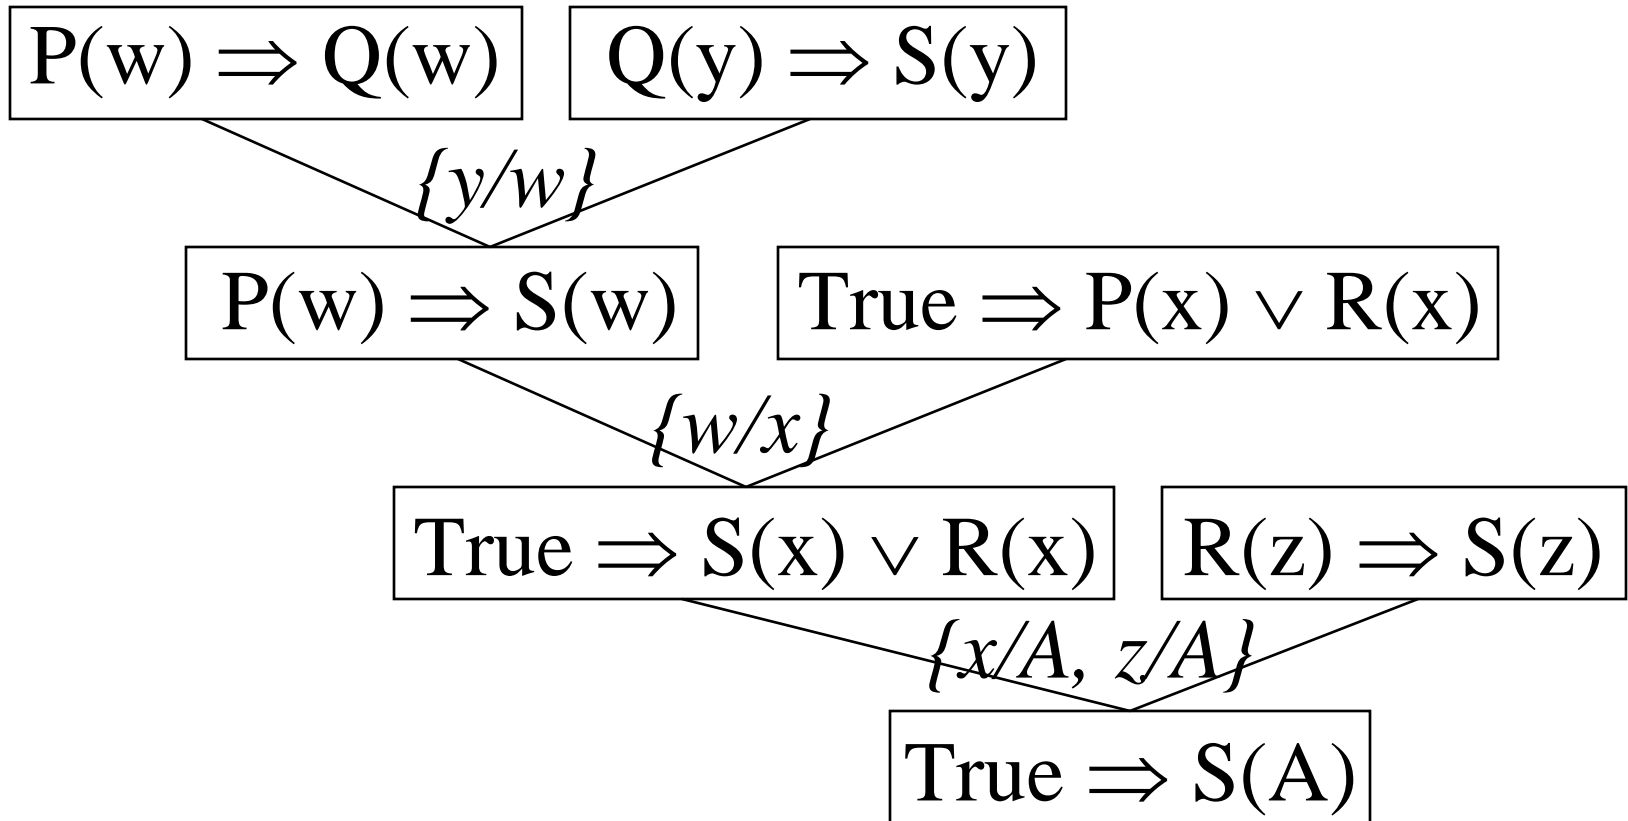 P(w) ⇒ Q(w) Q(y) ⇒ S(y)
{y/w}
P(w) ⇒ S(w) True ⇒ P(x) ∨ R(x)
{w/x}
True ⇒ S(x) ∨ R(x) R(z) ⇒ S(z)
{x/A, z/A}
True ⇒ S(A)